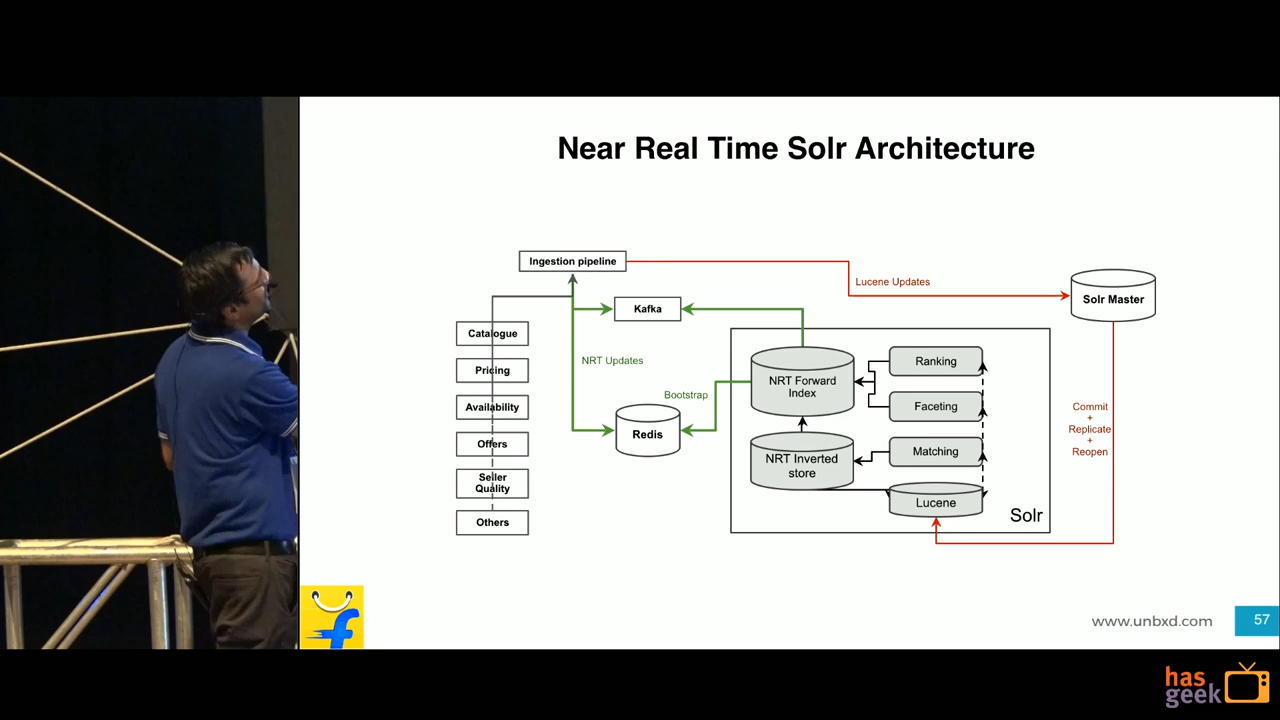 Near Real Time Solr Architecture
Ingestion pipeline
Lucene Updates
Solr Master
Kafka
Catalogue
Pricing
Availability
Offers
Seller
Quality
Others
NRT Updates
Bootstrap
Redis
NRT Forward
Index
NRT Inverted
store
Ranking
Faceting
Matching
Lucene
Solr
Commit
+
Replicate
+
Reopen
f
www.unbxd.com
57
has
geek